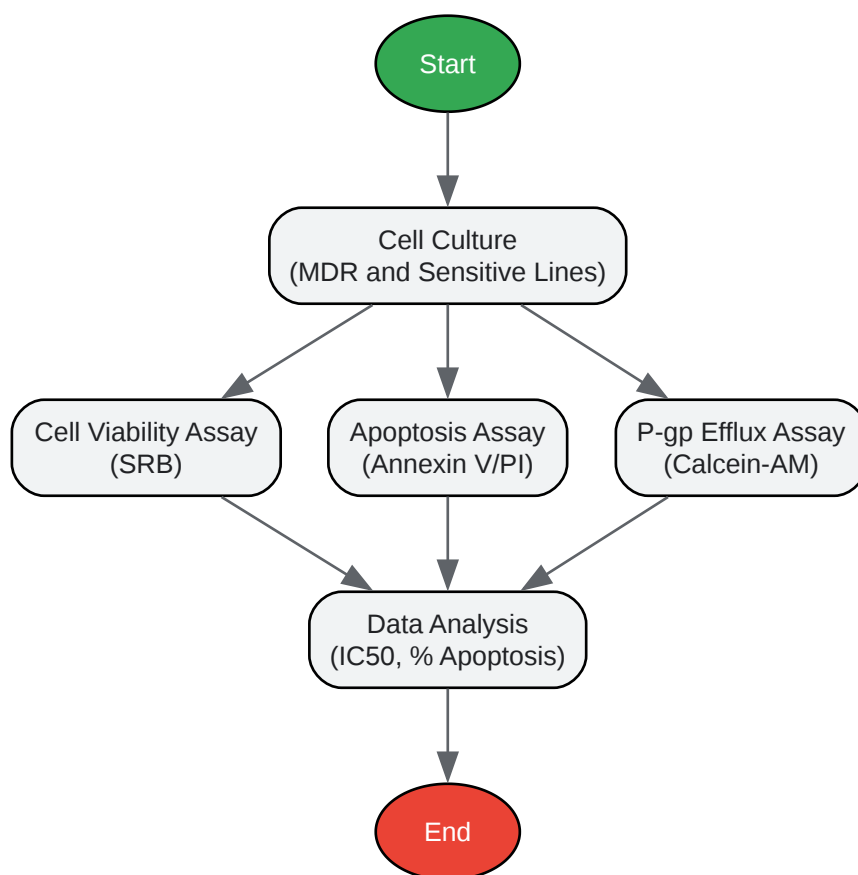 Start
Cell Culture
(MDR and Sensitive Lines)
Cell Viability Assay
(SRB)
Apoptosis Assay
(Annexin V/PI)
P-gp Efflux Assay
(Calcein-AM)
Data Analysis
(IC50, % Apoptosis)
End